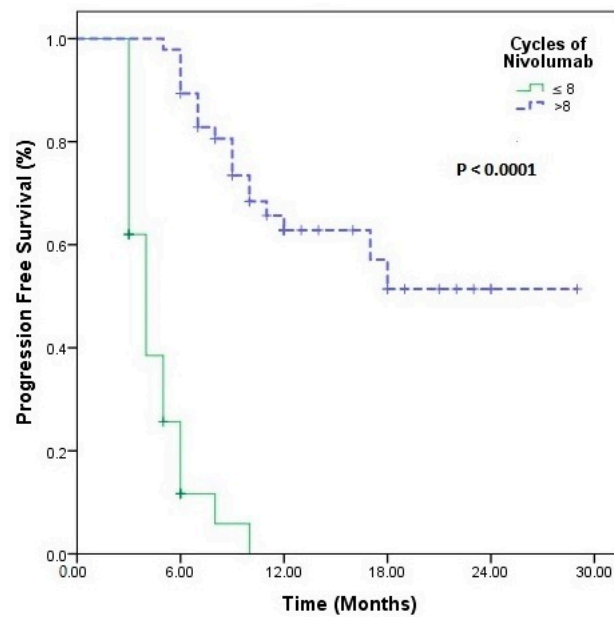 Cycles of
Nivolumab
≤ 8
>8
P < 0.0001
Progression Free Survival (%)
1.0
0.8
0.6
0.4
0.2
0.0
0.00 6.00 12.00 18.00 24.00 30.00
Time (Months)